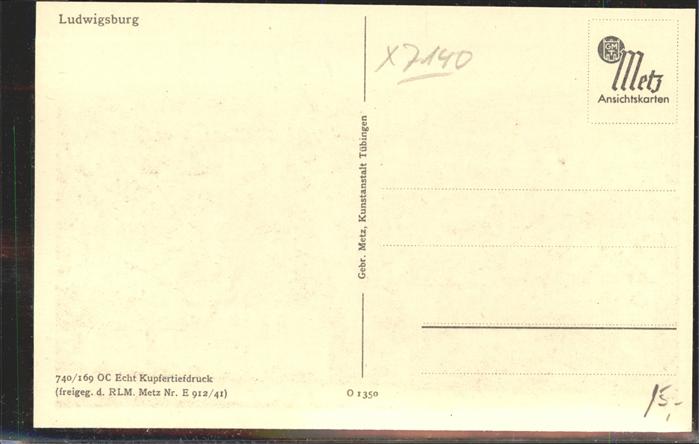 Ludwigsburg
X7140
GM
Metz
Ansichtskarten
Gebr. Metz, Kunstanstalt Tübingen
740/169 OC Echt Kupfertiefdruck
(freigeg. d. RLM. Metz Nr. E 912/41)
O 1350
15,-